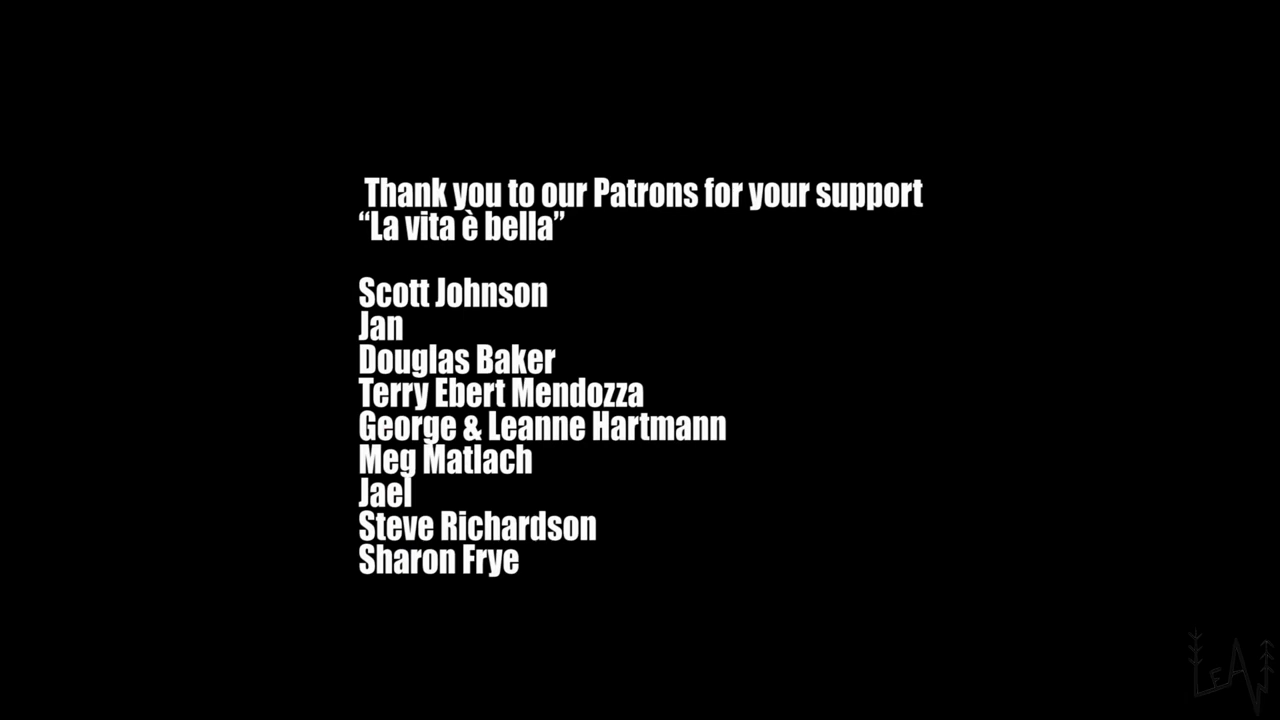 Thank you to our Patrons for your support
“La vita è bella”
Scott Johnson
Jan
Douglas Baker
Terry Ebert Mendozza
George & Leanne Hartmann
Meg Matlach
Jael
Steve Richardson
Sharon Frye